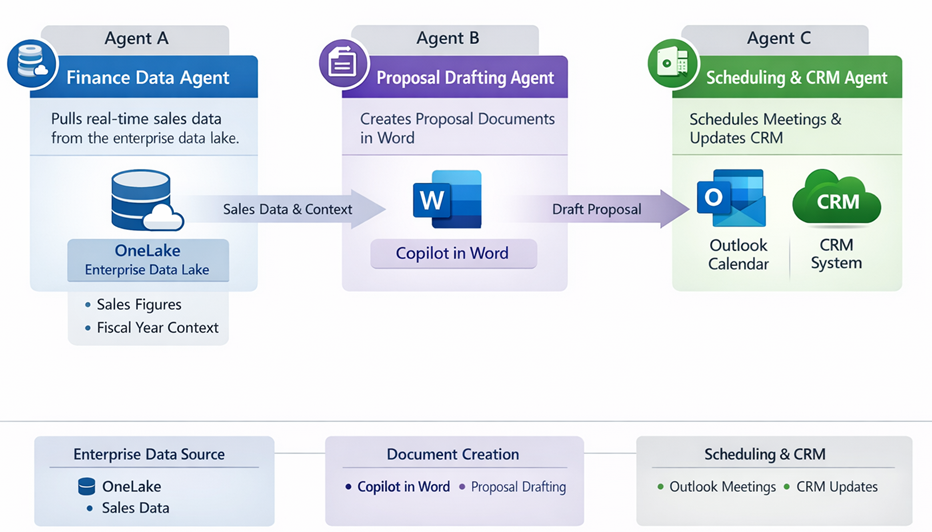 Agent A
Finance Data Agent
Pulls real-time sales data
from the enterprise data lake.
OneLake
Enterprise Data Lake
• Sales Figures
• Fiscal Year Context
Sales Data & Context
Agent B
Proposal Drafting Agent
Creates Proposal Documents
in Word
W
Copilot in Word
Draft Proposal
Agent C
Scheduling & CRM Agent
Schedules Meetings &
Updates CRM
O
Outlook
Calendar
CRM
CRM
System
Enterprise Data Source
OneLake
• Sales Data
Document Creation
• Copilot in Word • Proposal Drafting
Scheduling & CRM
• Outlook Meetings • CRM Updates